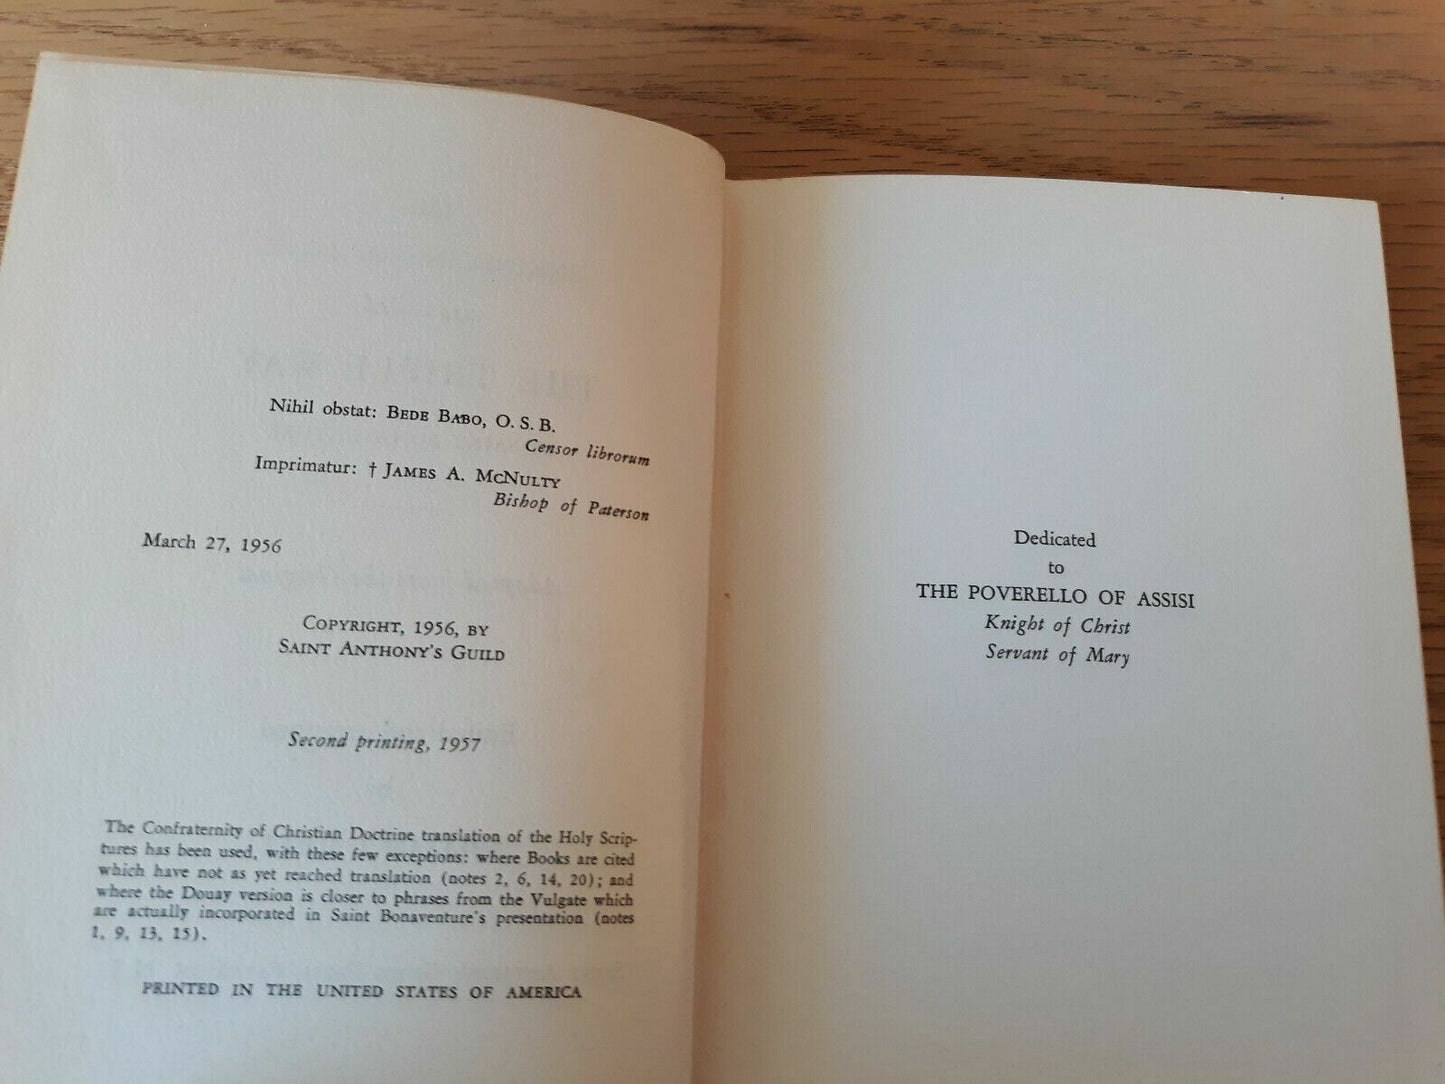 Nihil obstat: BEDE BABO, O. S. B.
Censor librorum
Imprimatur: † JAMES A. MCNULTY
Bishop of Paterson
March 27, 1956
COPYRIGHT, 1956, BY
SAINT ANTHONY'S GUILD
Second printing, 1957
The Confraternity of Christian Doctrine translation of the Holy Scrip-
tures has been used, with these few exceptions: where Books are cited
which have not as yet reached translation (notes 2, 6, 14, 20); and
where the Douay version is closer to phrases from the Vulgate which
are actually incorporated in Saint Bonaventure's presentation (notes
1, 9, 13, 15).
PRINTED IN THE UNITED STATES OF AMERICA
Dedicated
to
THE POVERELLO OF ASSISI
Knight of Christ
Servant of Mary